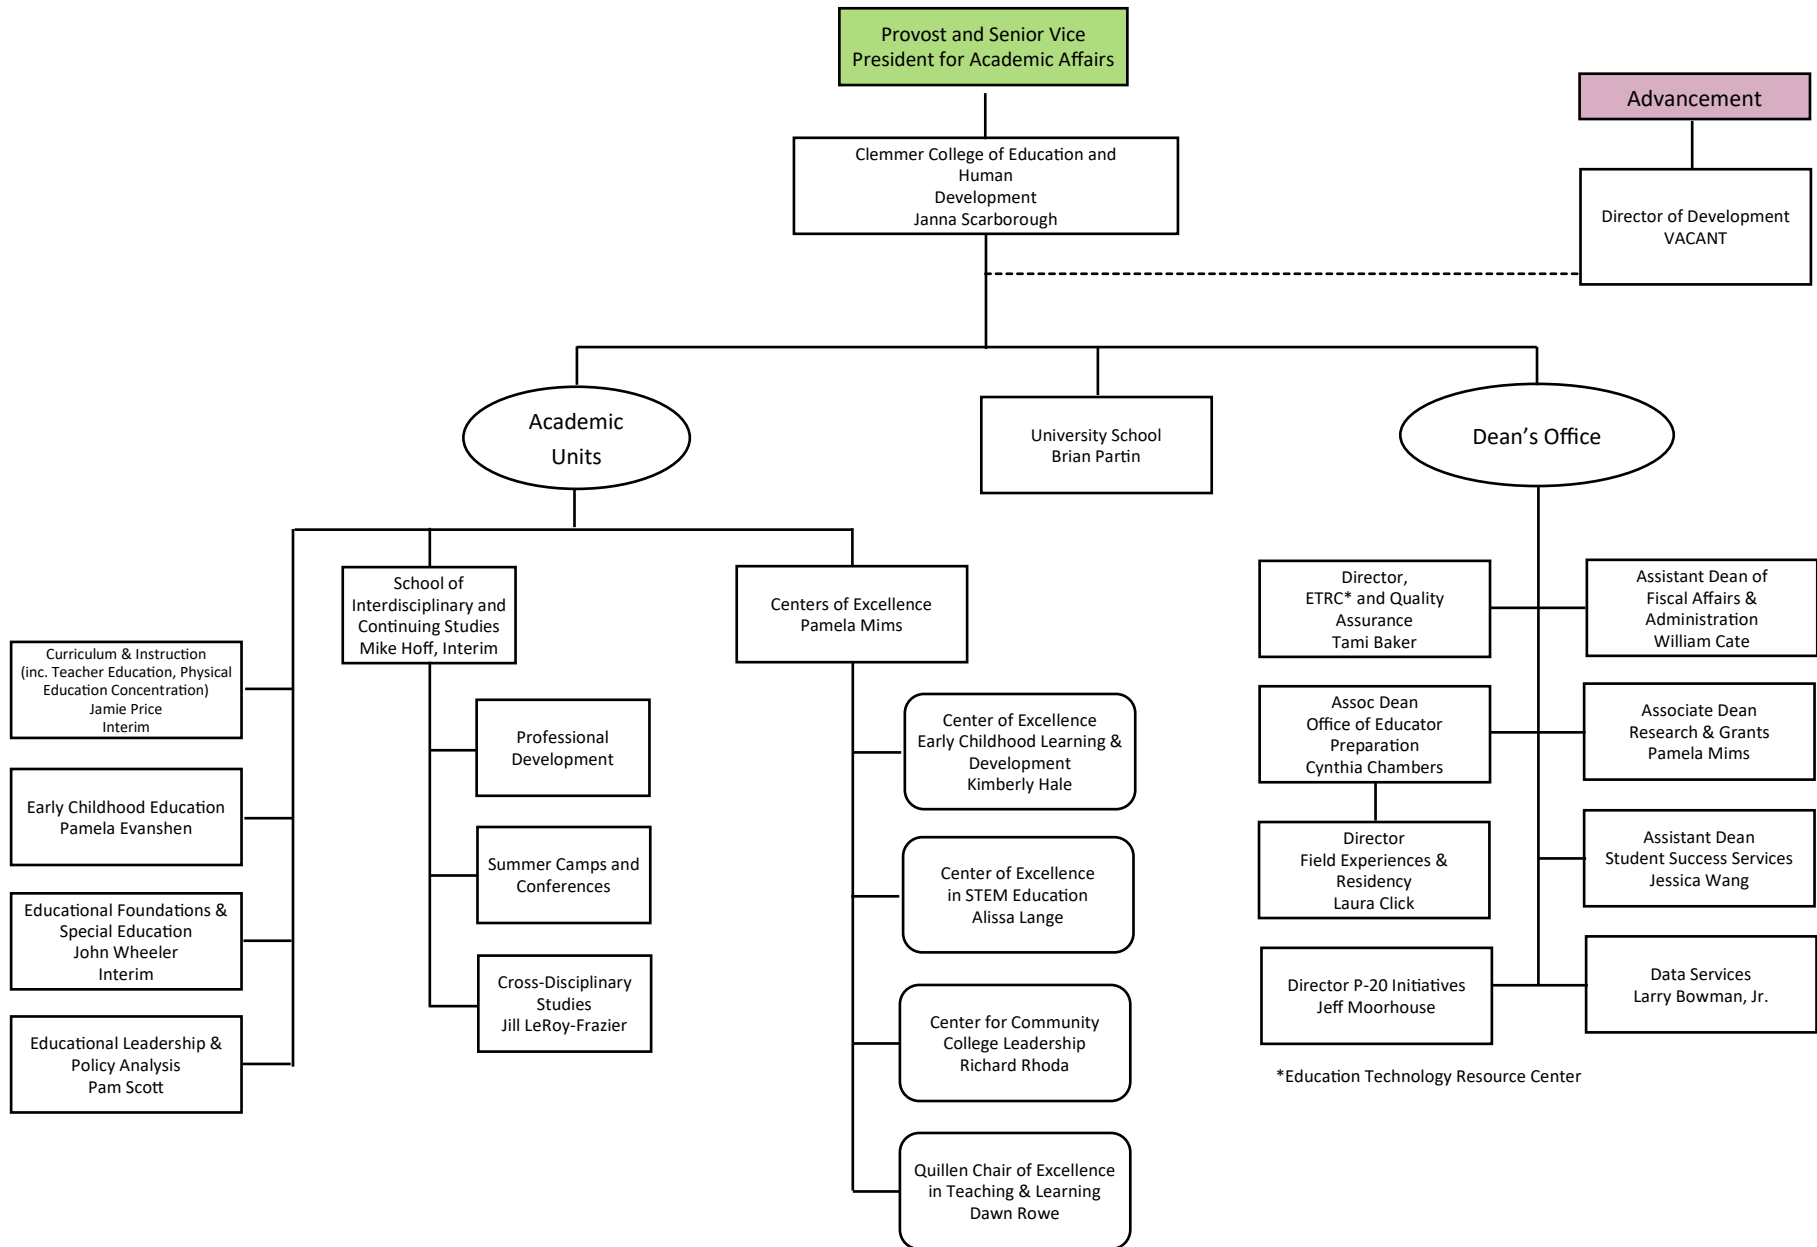 Provost and Senior Vice
President for Academic Affairs
Advancement
Clemmer College of Education and
Human
Development
Janna Scarborough
Director of Development
VACANT
Academic
Units
University School
Brian Partin
Dean’s Office
Curriculum & Instruction
(inc. Teacher Education, Physical
Education Concentration)
Jamie Price
Interim
Early Childhood Education
Pamela Evanshen
Educational Foundations &
Special Education
John Wheeler
Interim
Educational Leadership &
Policy Analysis
Pam Scott
School of
Interdisciplinary and
Continuing Studies
Mike Hoff, Interim
Professional
Development
Summer Camps and
Conferences
Cross-Disciplinary
Studies
Jill LeRoy-Frazier
Centers of Excellence
Pamela Mims
Center of Excellence
Early Childhood Learning &
Development
Kimberly Hale
Center of Excellence
in STEM Education
Alissa Lange
Center for Community
College Leadership
Richard Rhoda
Quillen Chair of Excellence
in Teaching & Learning
Dawn Rowe
Director,
ETRC* and Quality
Assurance
Tami Baker
Assoc Dean
Office of Educator
Preparation
Cynthia Chambers
Director
Field Experiences &
Residency
Laura Click
Director P-20 Initiatives
Jeff Moorhouse
Assistant Dean of
Fiscal Affairs &
Administration
William Cate
Associate Dean
Research & Grants
Pamela Mims
Assistant Dean
Student Success Services
Jessica Wang
Data Services
Larry Bowman, Jr.
*Education Technology Resource Center